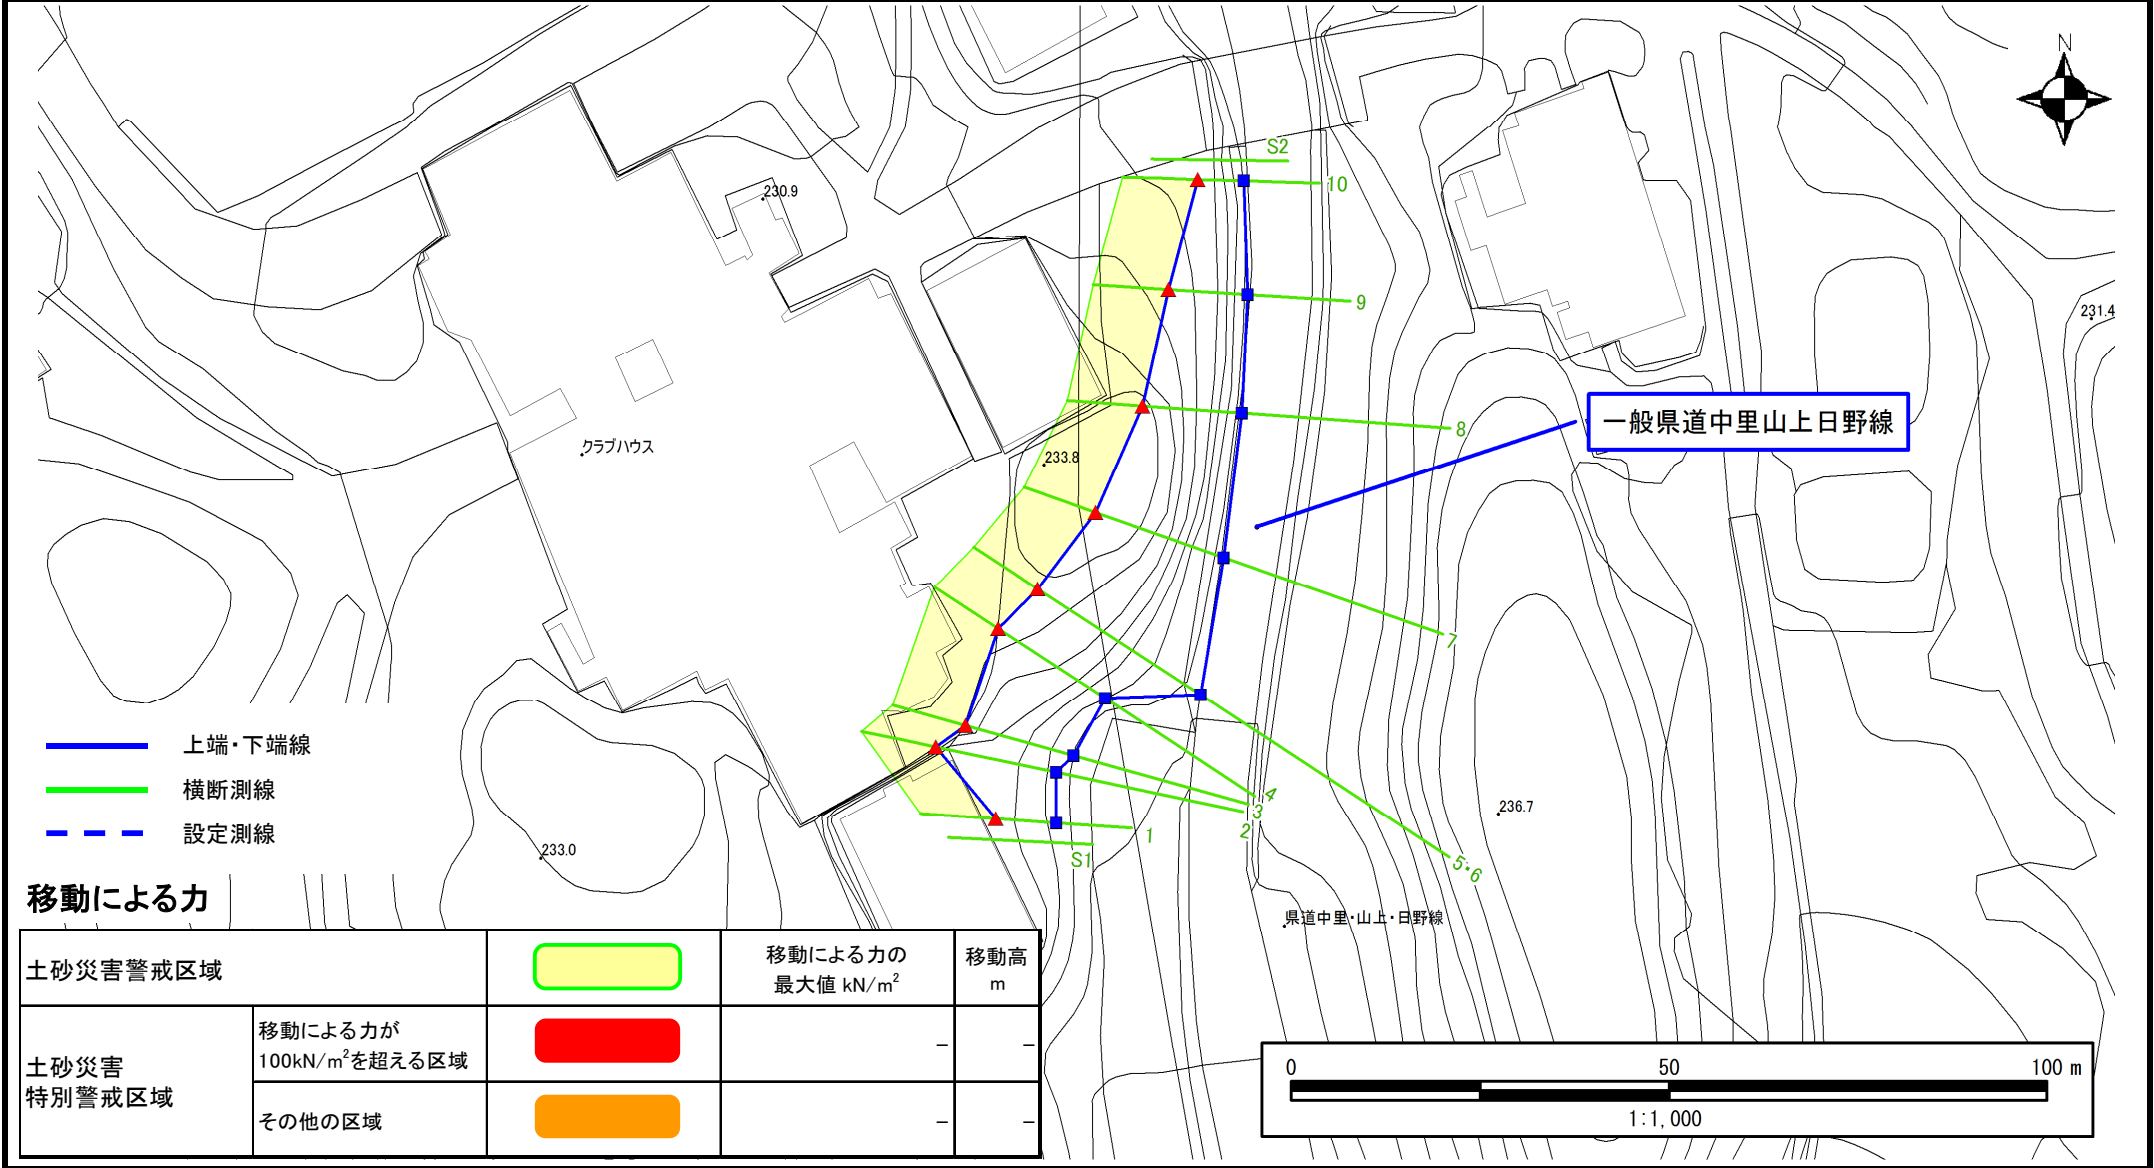 N
S2
10
230.9
9
231.4
一般県道中里山上日野線
8
クラブハウス
233.8
7
上端・下端線
横断測線
設定測線
4
3
2
1
236.7
S1
233.0
5・6
移動による力
県道中里・山上・日野線
土砂災害警戒区域
移動による力の
最大値 kN/m²
移動高
m
土砂災害
特別警戒区域
移動による力が
100kN/m²を超える区域
－
－
その他の区域
－
－
0 50 100 m
1:1,000